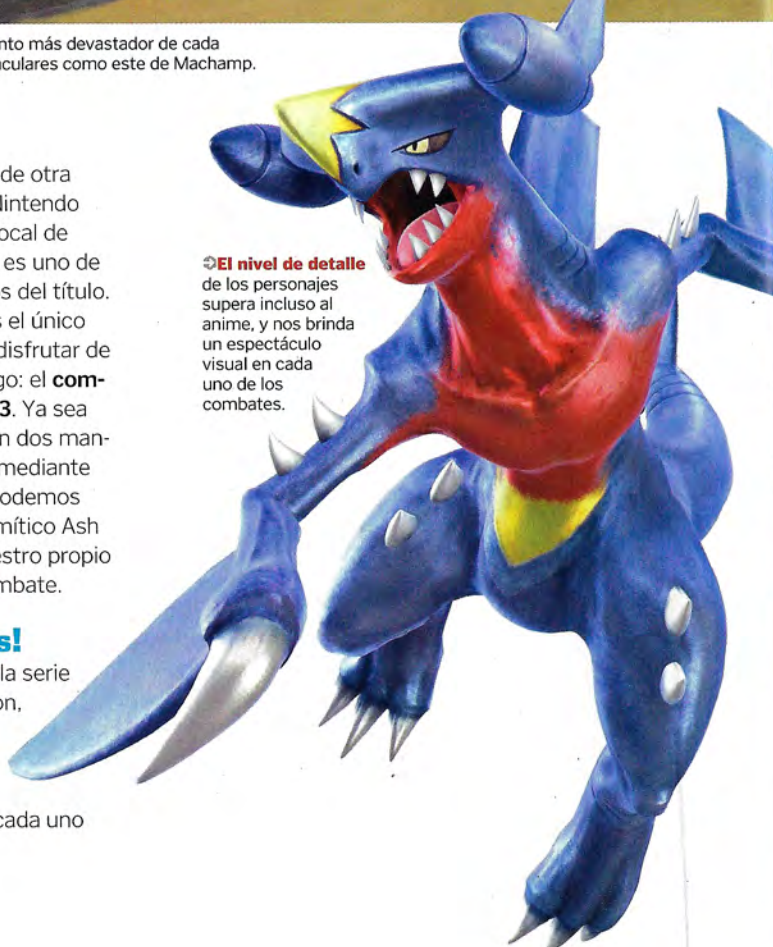 nto más devastador de cada
aculares como este de Machamp.
de otra
Nintendo
ocal de
es uno de
s del título.
s el único
disfrutar de
go: el com-
3. Ya sea
n dos man-
mediante
odemos
mítico Ash
estro propio
mbate.
s!
la serie
on,
cada uno
El nivel de detalle
de los personajes
supera incluso al
anime, y nos brinda
un espectáculo
visual en cada
uno de los
combates.